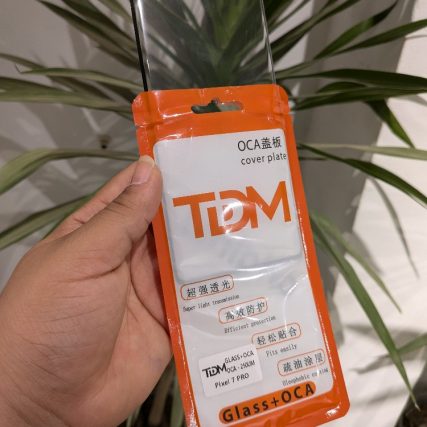 OCA盖板
cover plate
TDM
超强透光
Super light transmission
高效防护
Efficient protection
轻松贴合
Fits easily
疏油涂层
Oleophobic coating
TDM GLASS+OCA
OCA - 250UM
Pixel 7 PRO
Glass+OCA